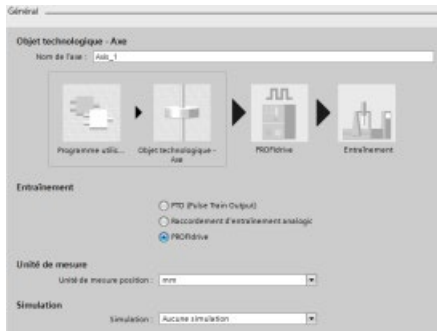 Général
Objet technologique - Axe
Nom de l'axe : Axis_1
Programme utilis...
Objet technologique - Axe
PROFIdrive
Entraînement
Entraînement
PTO (Pulse Train Output)
Raccordement d'entraînement analogic
PROFIdrive
Unité de mesure
Unité de mesure position : mm
Simulation
Simulation : Aucune simulation